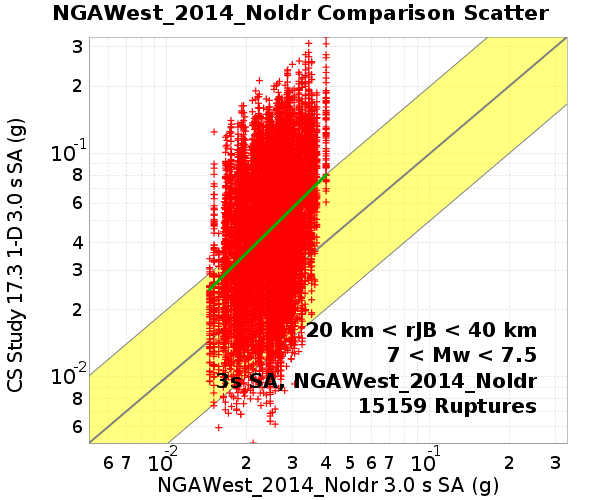 NGAWest_2014_NoIdr Comparison Scatter
CS Study 17.3 1-D 3.0 s SA (g)
3
2
10-1
8
6
4
3
2
10-2
8
6
20 km < rJB < 40 km
7 < Mw < 7.5
3s SA, NGAWest_2014_NoIdr
15159 Ruptures
6 7 10-2 2 3 4 5 6 7 10-1 2 3
NGAWest_2014_NoIdr 3.0 s SA (g)